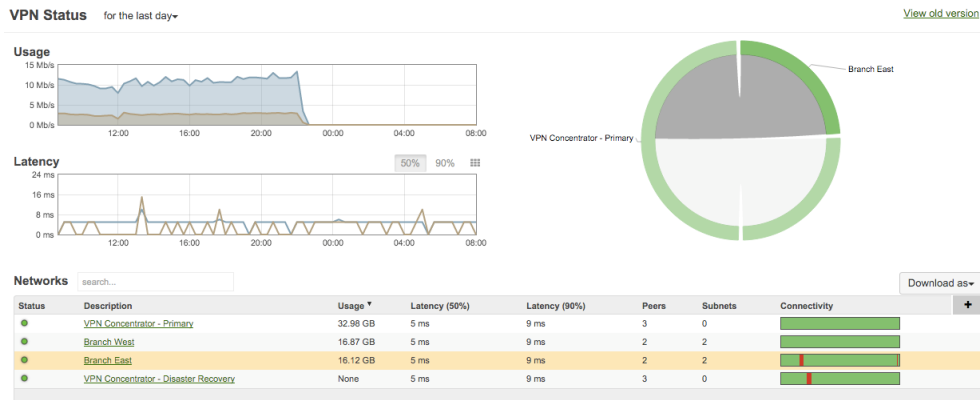 VPN Status for the last day View old version
Usage
15 Mb/s
10 Mb/s
5 Mb/s
0 Mb/s
12:00 16:00 20:00 00:00 04:00 08:00
Branch East
VPN Concentrator - Primary
Latency 50% 90%
24 ms
16 ms
8 ms
0 ms
12:00 16:00 20:00 00:00 04:00 08:00
Networks search... Download as
Status Description Usage Latency (50%) Latency (90%) Peers Subnets Connectivity +
VPN Concentrator - Primary 32.98 GB 5 ms 9 ms 3 0
Branch West 16.87 GB 5 ms 9 ms 2 2
Branch East 16.12 GB 5 ms 9 ms 2 2
VPN Concentrator - Disaster Recovery None 5 ms 9 ms 3 0